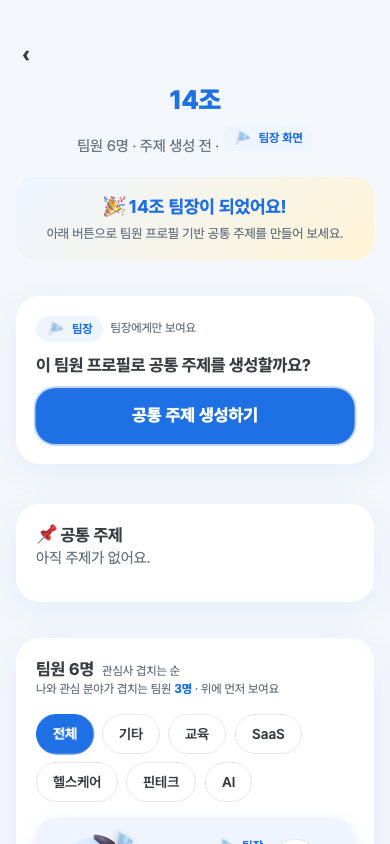 ‹
14조
팀원 6명 · 주제 생성 전 · 팀장 화면
14조 팀장이 되었어요!
아래 버튼으로 팀원 프로필 기반 공통 주제를 만들어 보세요.
팀장 팀장에게만 보여요
이 팀원 프로필로 공통 주제를 생성할까요?
공통 주제 생성하기
공통 주제
아직 주제가 없어요.
팀원 6명 관심사 겹치는 순
나와 관심 분야가 겹치는 팀원 3명 · 위에 먼저 보여요
전체 기타 교육 SaaS
헬스케어 핀테크 AI